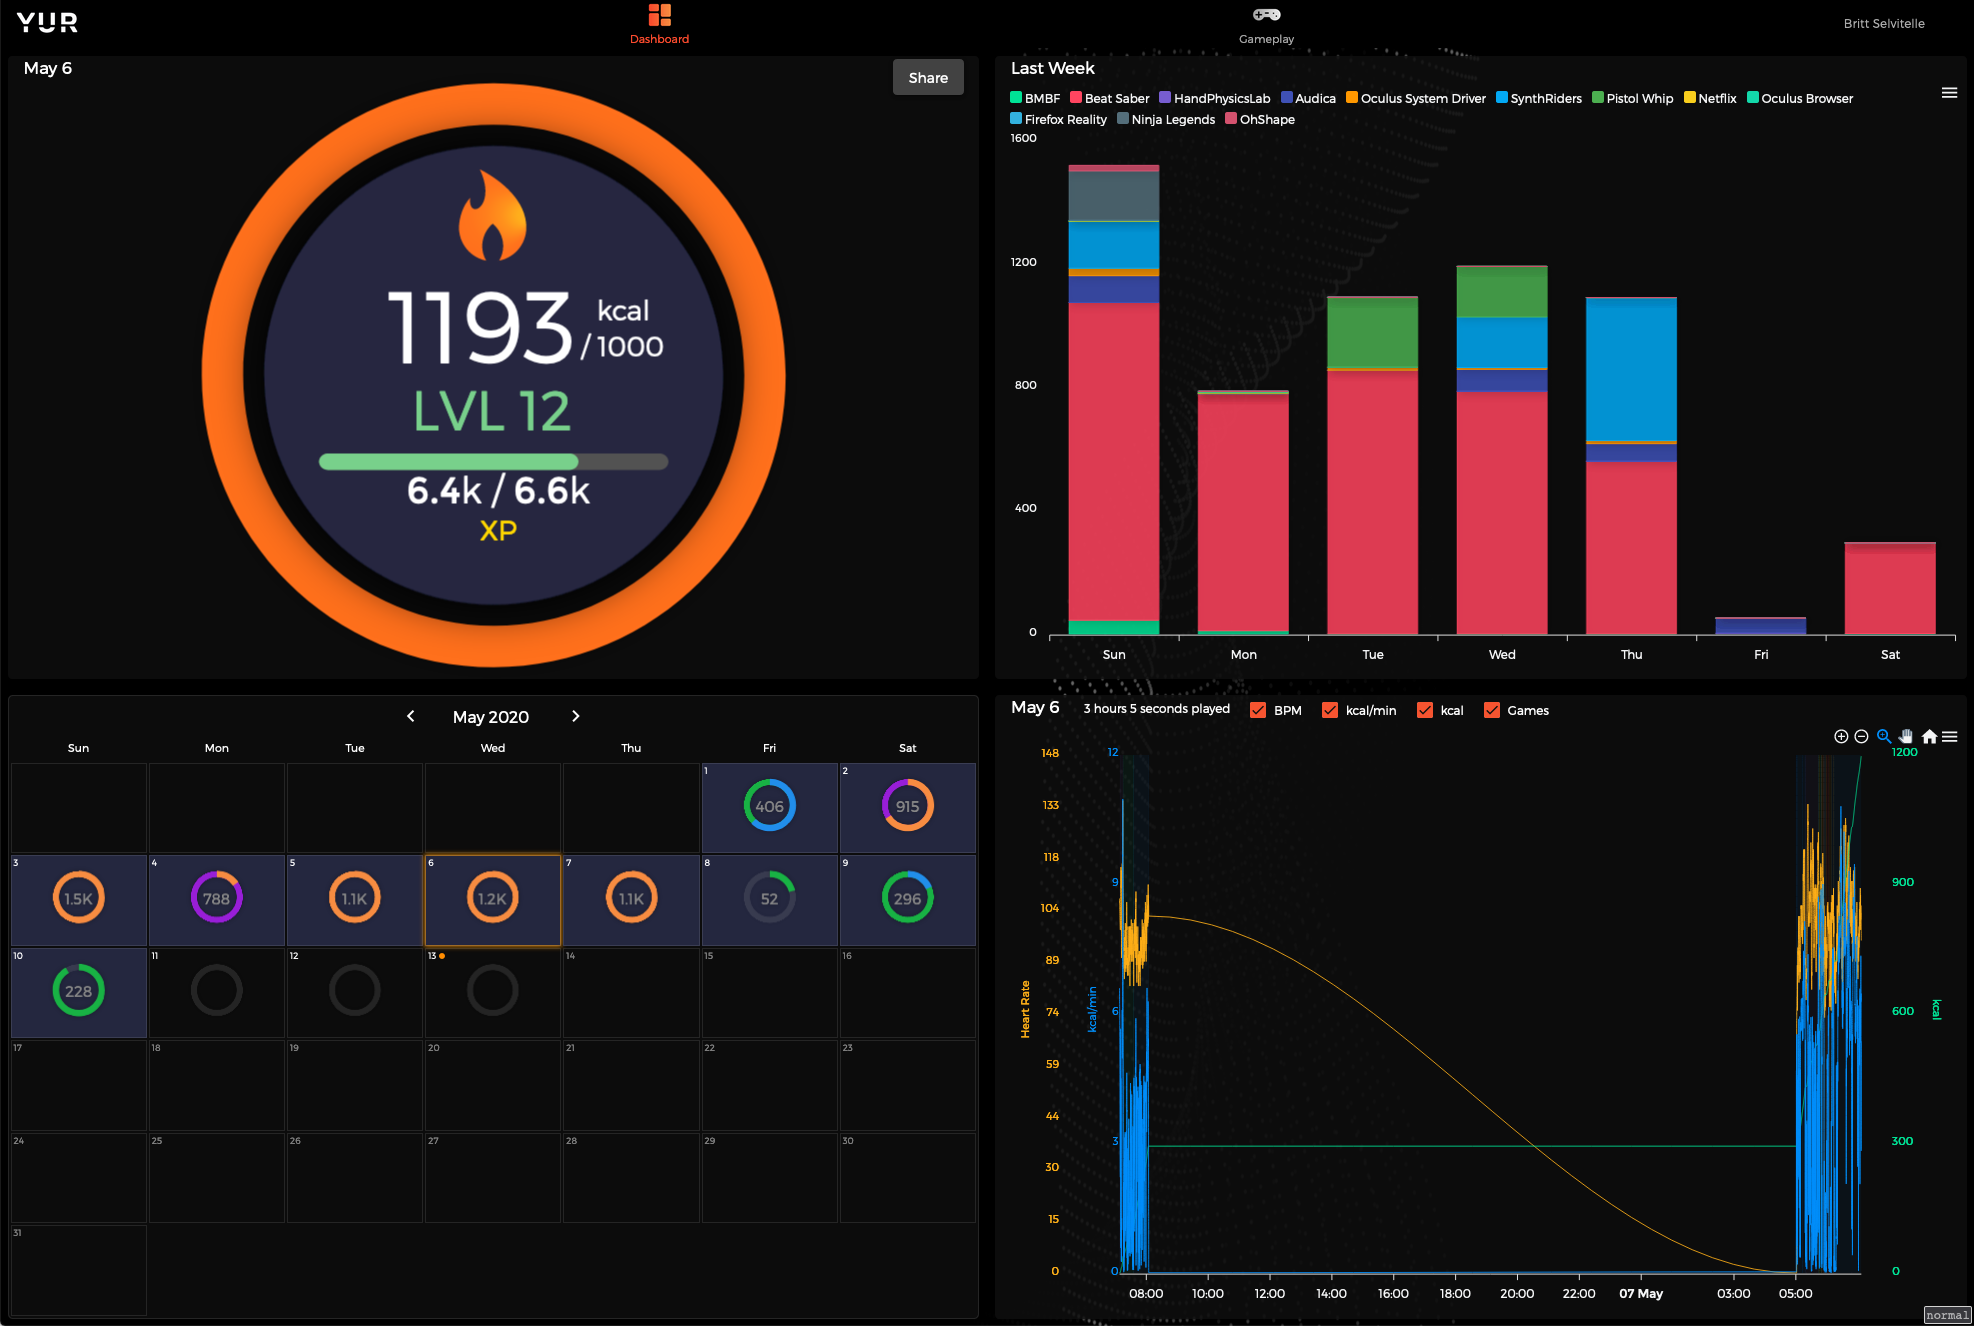 YUR
Dashboard
Gameplay
Britt Selvitelle
May 6
Share
1193 kcal / 1000
LVL 12
6.4k / 6.6k
XP
Last Week
BMBF Beat Saber HandPhysicsLab Audica Oculus System Driver SynthRiders Pistol Whip Netflix Oculus Browser
Firefox Reality Ninja Legends OhShape
1600
1200
800
400
0
Sun Mon Tue Wed Thu Fri Sat
May 2020
Sun Mon Tue Wed Thu Fri Sat
1 2
406 915
3 4 5 6 7 8 9
1.5K 788 1.1K 1.2K 1.1K 52 296
10 11 12 13 14 15 16
228
17 18 19 20 21 22 23
24 25 26 27 28 29 30
31
May 6 3 hours 5 seconds played BPM kcal/min kcal Games
148 12 1200
133
118
9 900
104
89
74 6 600
Heart Rate
kcal/min
kcal
59
44
3 300
30
15
0 0 0
08:00 10:00 12:00 14:00 16:00 18:00 20:00 22:00 07 May 03:00 05:00
normal